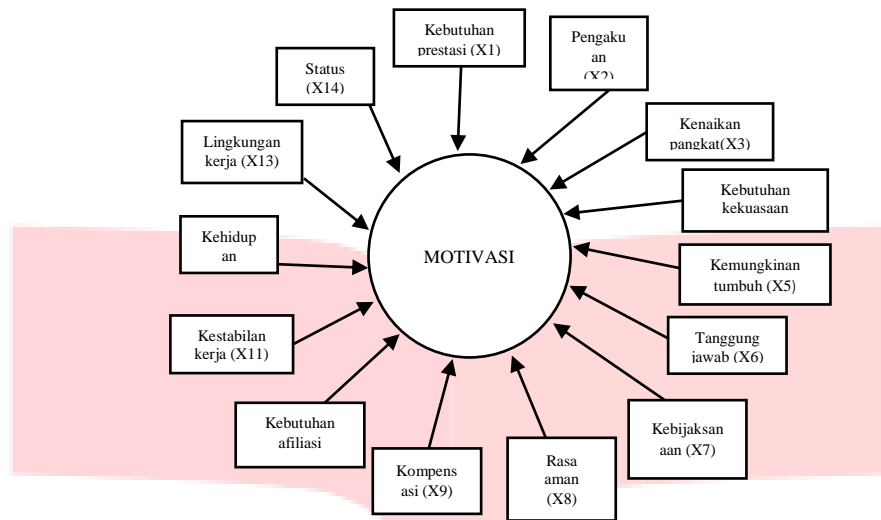 Kebutuhan
prestasi (X1)
Pengaku
an
(X2)
Kenaikan
pangkat(X3)
Kebutuhan
kekuasaan
Kemungkinan
tumbuh (X5)
Tanggung
jawab (X6)
Kebijaksan
aan (X7)
Rasa
aman
(X8)
Kompens
asi (X9)
Kebutuhan
afiliasi
Kestabilan
kerja (X11)
Kehidup
an
Lingkungan
kerja (X13)
Status
(X14)
MOTIVASI